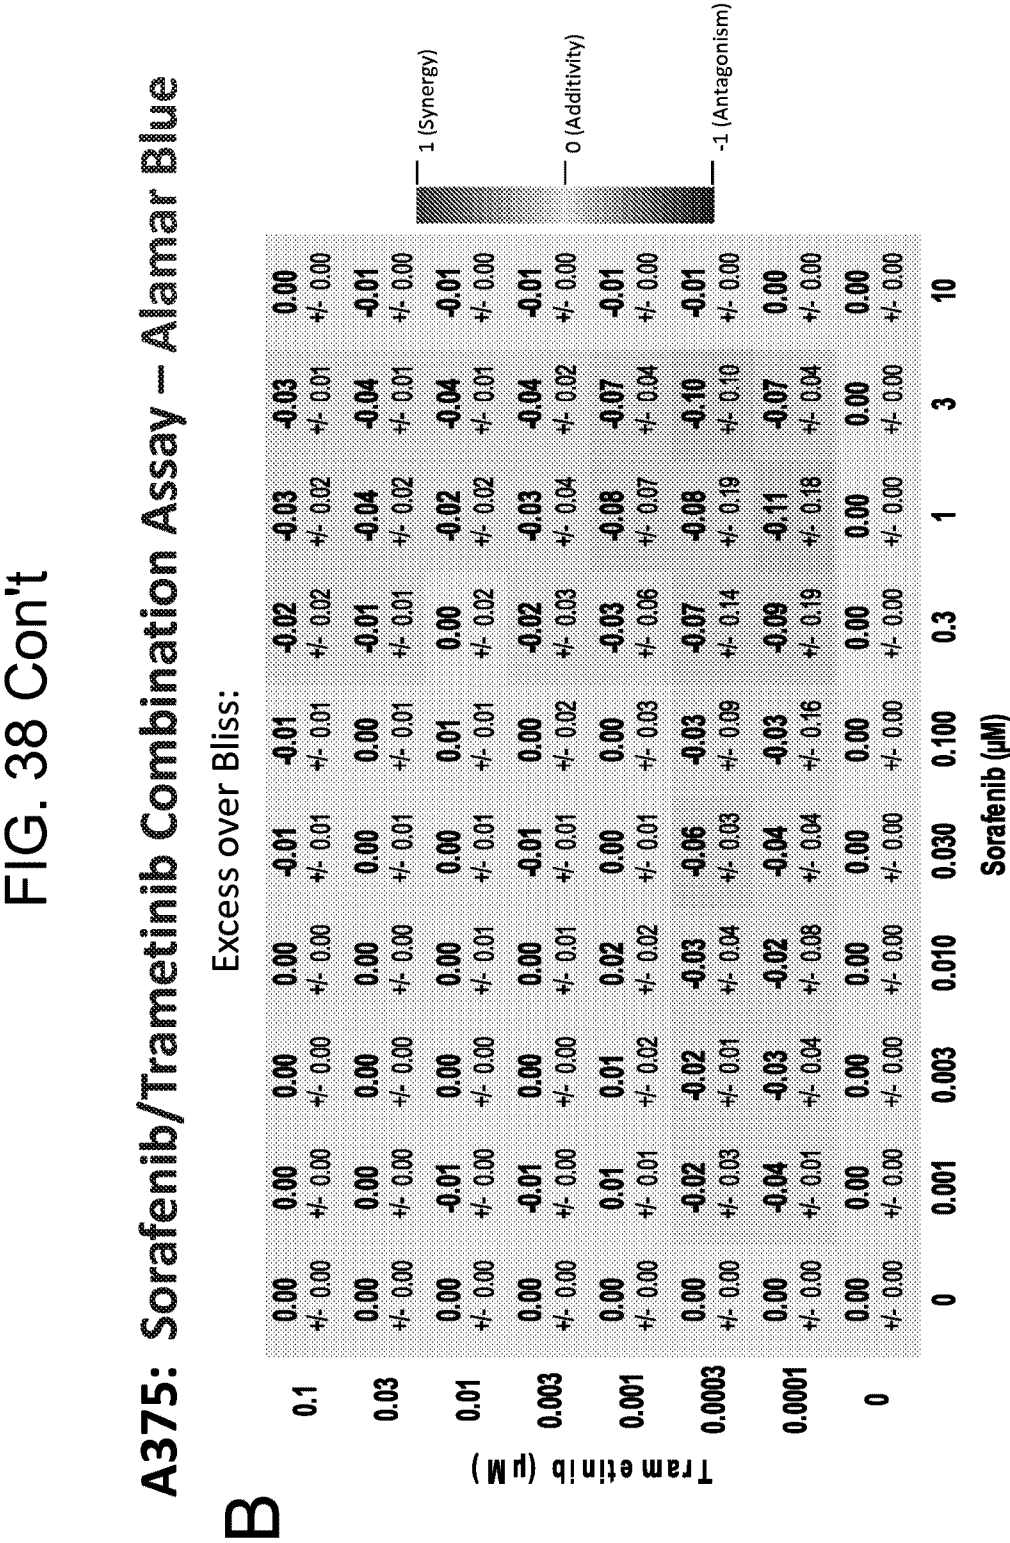 FIG. 38 Con't
A375: Sorafenib/Trametinib Combination Assay – Alamar Blue
B
Excess over Bliss:
Trametinib (µM)
0.1
0.00 0.00 0.00 0.00 -0.01 -0.01 -0.02 -0.03 -0.03 0.00
+/- 0.00 +/- 0.00 +/- 0.00 +/- 0.00 +/- 0.01 +/- 0.01 +/- 0.02 +/- 0.02 +/- 0.01 +/- 0.00
0.03
0.00 0.00 0.00 0.00 0.00 0.00 -0.01 -0.04 -0.04 -0.01
+/- 0.00 +/- 0.00 +/- 0.00 +/- 0.00 +/- 0.01 +/- 0.01 +/- 0.01 +/- 0.02 +/- 0.01 +/- 0.00
0.01
0.00 -0.01 0.00 0.00 0.00 0.01 0.00 -0.02 -0.04 -0.01
+/- 0.00 +/- 0.00 +/- 0.00 +/- 0.01 +/- 0.01 +/- 0.01 +/- 0.02 +/- 0.02 +/- 0.01 +/- 0.00
0.003
0.00 -0.01 0.00 0.00 -0.01 0.00 -0.02 -0.03 -0.04 -0.01
+/- 0.00 +/- 0.00 +/- 0.00 +/- 0.01 +/- 0.01 +/- 0.02 +/- 0.03 +/- 0.04 +/- 0.02 +/- 0.00
0.001
0.00 0.01 0.01 0.02 0.00 0.00 -0.03 -0.08 -0.07 -0.01
+/- 0.00 +/- 0.01 +/- 0.02 +/- 0.02 +/- 0.01 +/- 0.03 +/- 0.06 +/- 0.07 +/- 0.04 +/- 0.00
0.0003
0.00 -0.02 -0.02 -0.03 -0.06 -0.03 -0.07 -0.08 -0.10 -0.01
+/- 0.00 +/- 0.03 +/- 0.01 +/- 0.04 +/- 0.03 +/- 0.09 +/- 0.14 +/- 0.19 +/- 0.10 +/- 0.00
0.0001
0.00 -0.04 -0.03 -0.02 -0.04 -0.03 -0.09 -0.11 -0.07 0.00
+/- 0.00 +/- 0.01 +/- 0.04 +/- 0.08 +/- 0.04 +/- 0.16 +/- 0.19 +/- 0.18 +/- 0.04 +/- 0.00
0
0.00 0.00 0.00 0.00 0.00 0.00 0.00 0.00 0.00 0.00
+/- 0.00 +/- 0.00 +/- 0.00 +/- 0.00 +/- 0.00 +/- 0.00 +/- 0.00 +/- 0.00 +/- 0.00 +/- 0.00
0 0.001 0.003 0.010 0.030 0.100 0.3 1 3 10
Sorafenib (µM)
1 (Synergy)
0 (Additivity)
-1 (Antagonism)